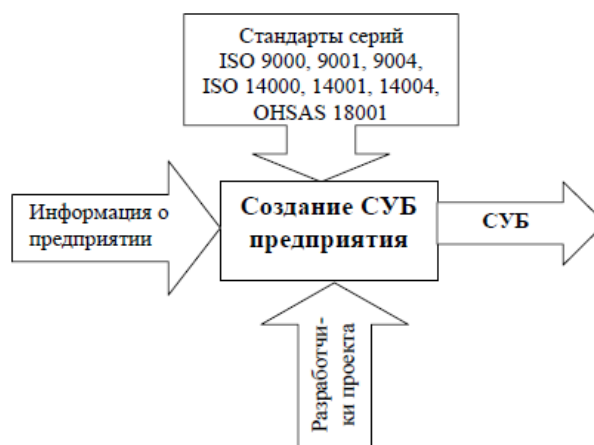 Стандарты серий
ISO 9000, 9001, 9004,
ISO 14000, 14001, 14004,
OHSAS 18001
Информация о
предприятии
Создание СУБ
предприятия
СУБ
Разработчи-
ки проекта